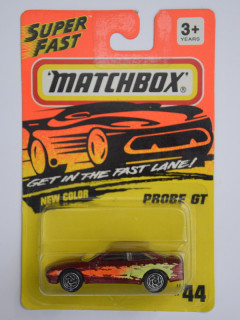 SUPER
FAST
3+
YEARS
"MATCHBOX"®
GET IN THE FAST LANE!
NEW COLOR
PROBE GT
44